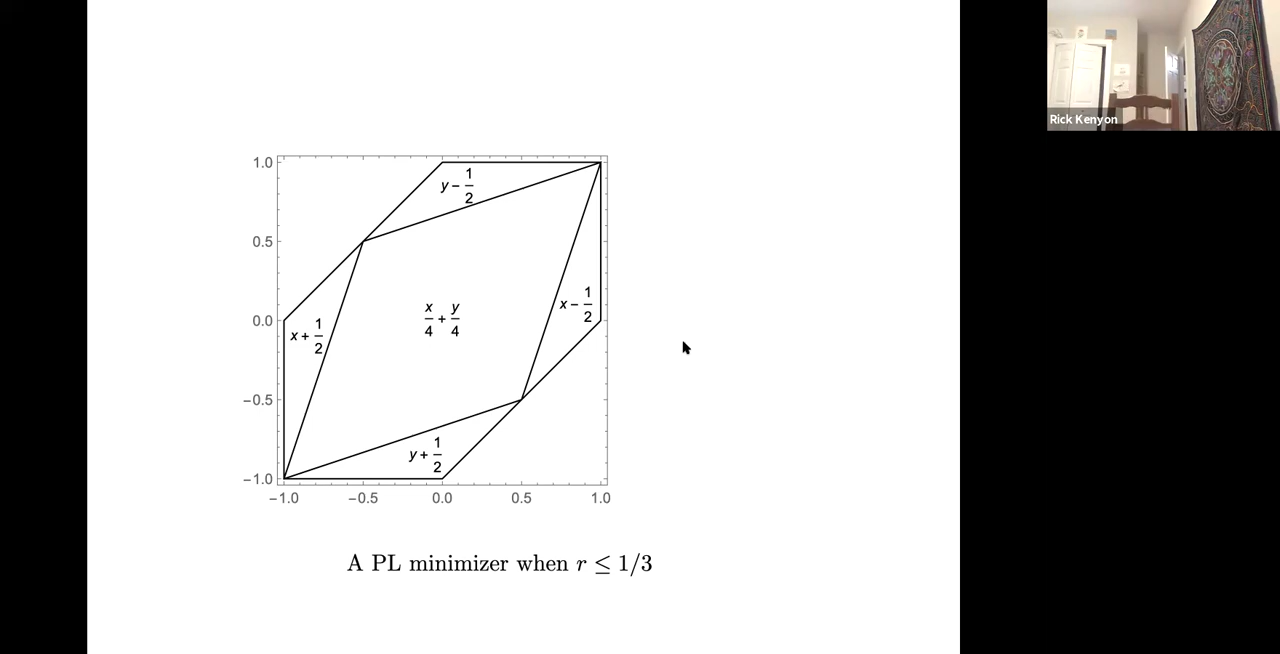 Rick Kenyon
1.0
0.5
0.0
−0.5
−1.0
−1.0 −0.5 0.0 0.5 1.0
y − 1/2
x − 1/2
x/4 + y/4
x + 1/2
y + 1/2
A PL minimizer when r ≤ 1/3